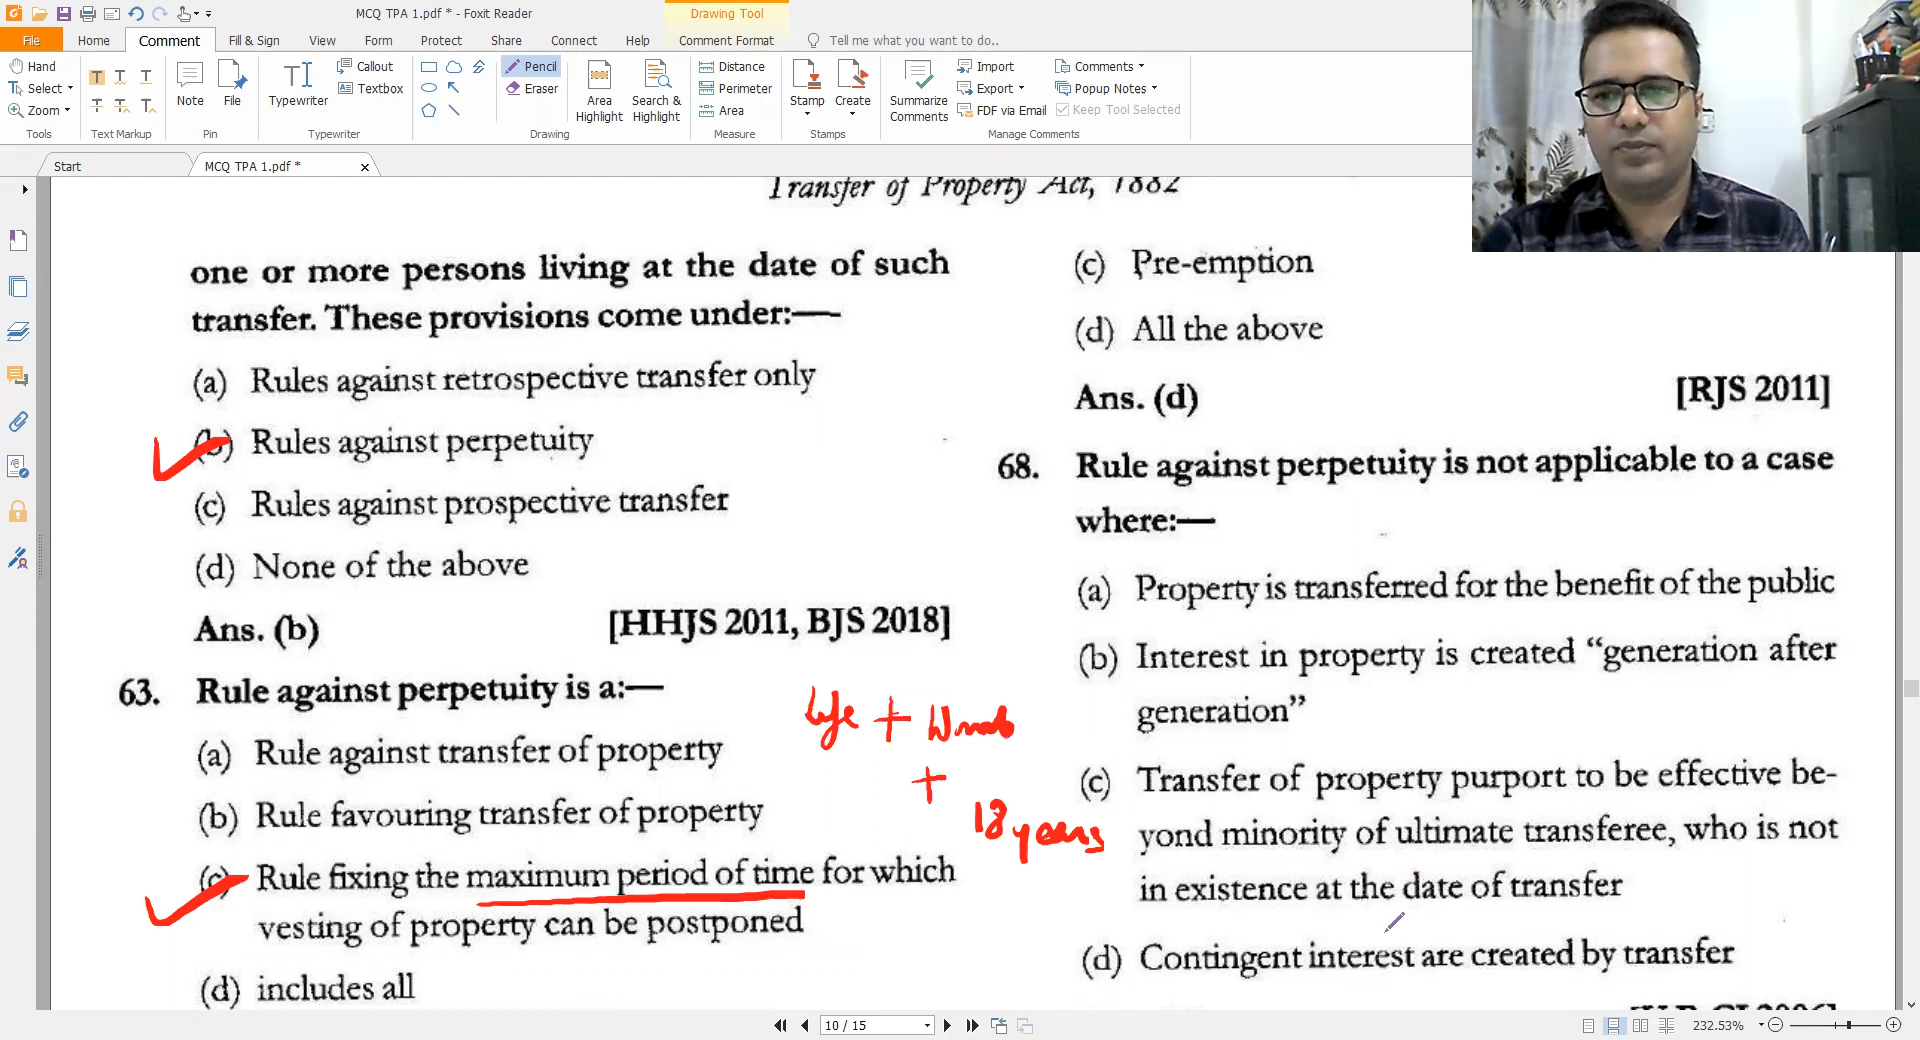 MCQ TPA 1.pdf * - Foxit Reader
Drawing Tool
File
Home
Comment
Fill & Sign
View
Form
Protect
Share
Connect
Help
Comment Format
Tell me what you want to do..
Hand
Select
Zoom
Tools
Text Markup
Note
File
Pin
Typewriter
Callout
Textbox
Typewriter
Pencil
Eraser
Area
Highlight
Search &
Highlight
Drawing
Distance
Perimeter
Area
Measure
Stamp
Create
Stamps
Summarize
Comments
Import
Export
FDF via Email
Comments
Popup Notes
Keep Tool Selected
Manage Comments
Start
MCQ TPA 1.pdf *
Transfer of Property Act, 1882
one or more persons living at the date of such
transfer. These provisions come under:—
(a) Rules against retrospective transfer only
(b) Rules against perpetuity
(c) Rules against prospective transfer
(d) None of the above
Ans. (b) [HHJS 2011, BJS 2018]
63. Rule against perpetuity is a:—
(a) Rule against transfer of property
(b) Rule favouring transfer of property
(c) Rule fixing the maximum period of time for which
vesting of property can be postponed
(d) includes all
life +
+
18 years
(c) Pre-emption
(d) All the above
Ans. (d) [RJS 2011]
68. Rule against perpetuity is not applicable to a case
where:—
(a) Property is transferred for the benefit of the public
(b) Interest in property is created “generation after
generation”
(c) Transfer of property purport to be effective be-
yond minority of ultimate transferee, who is not
in existence at the date of transfer
(d) Contingent interest are created by transfer
10 / 15
232.53%